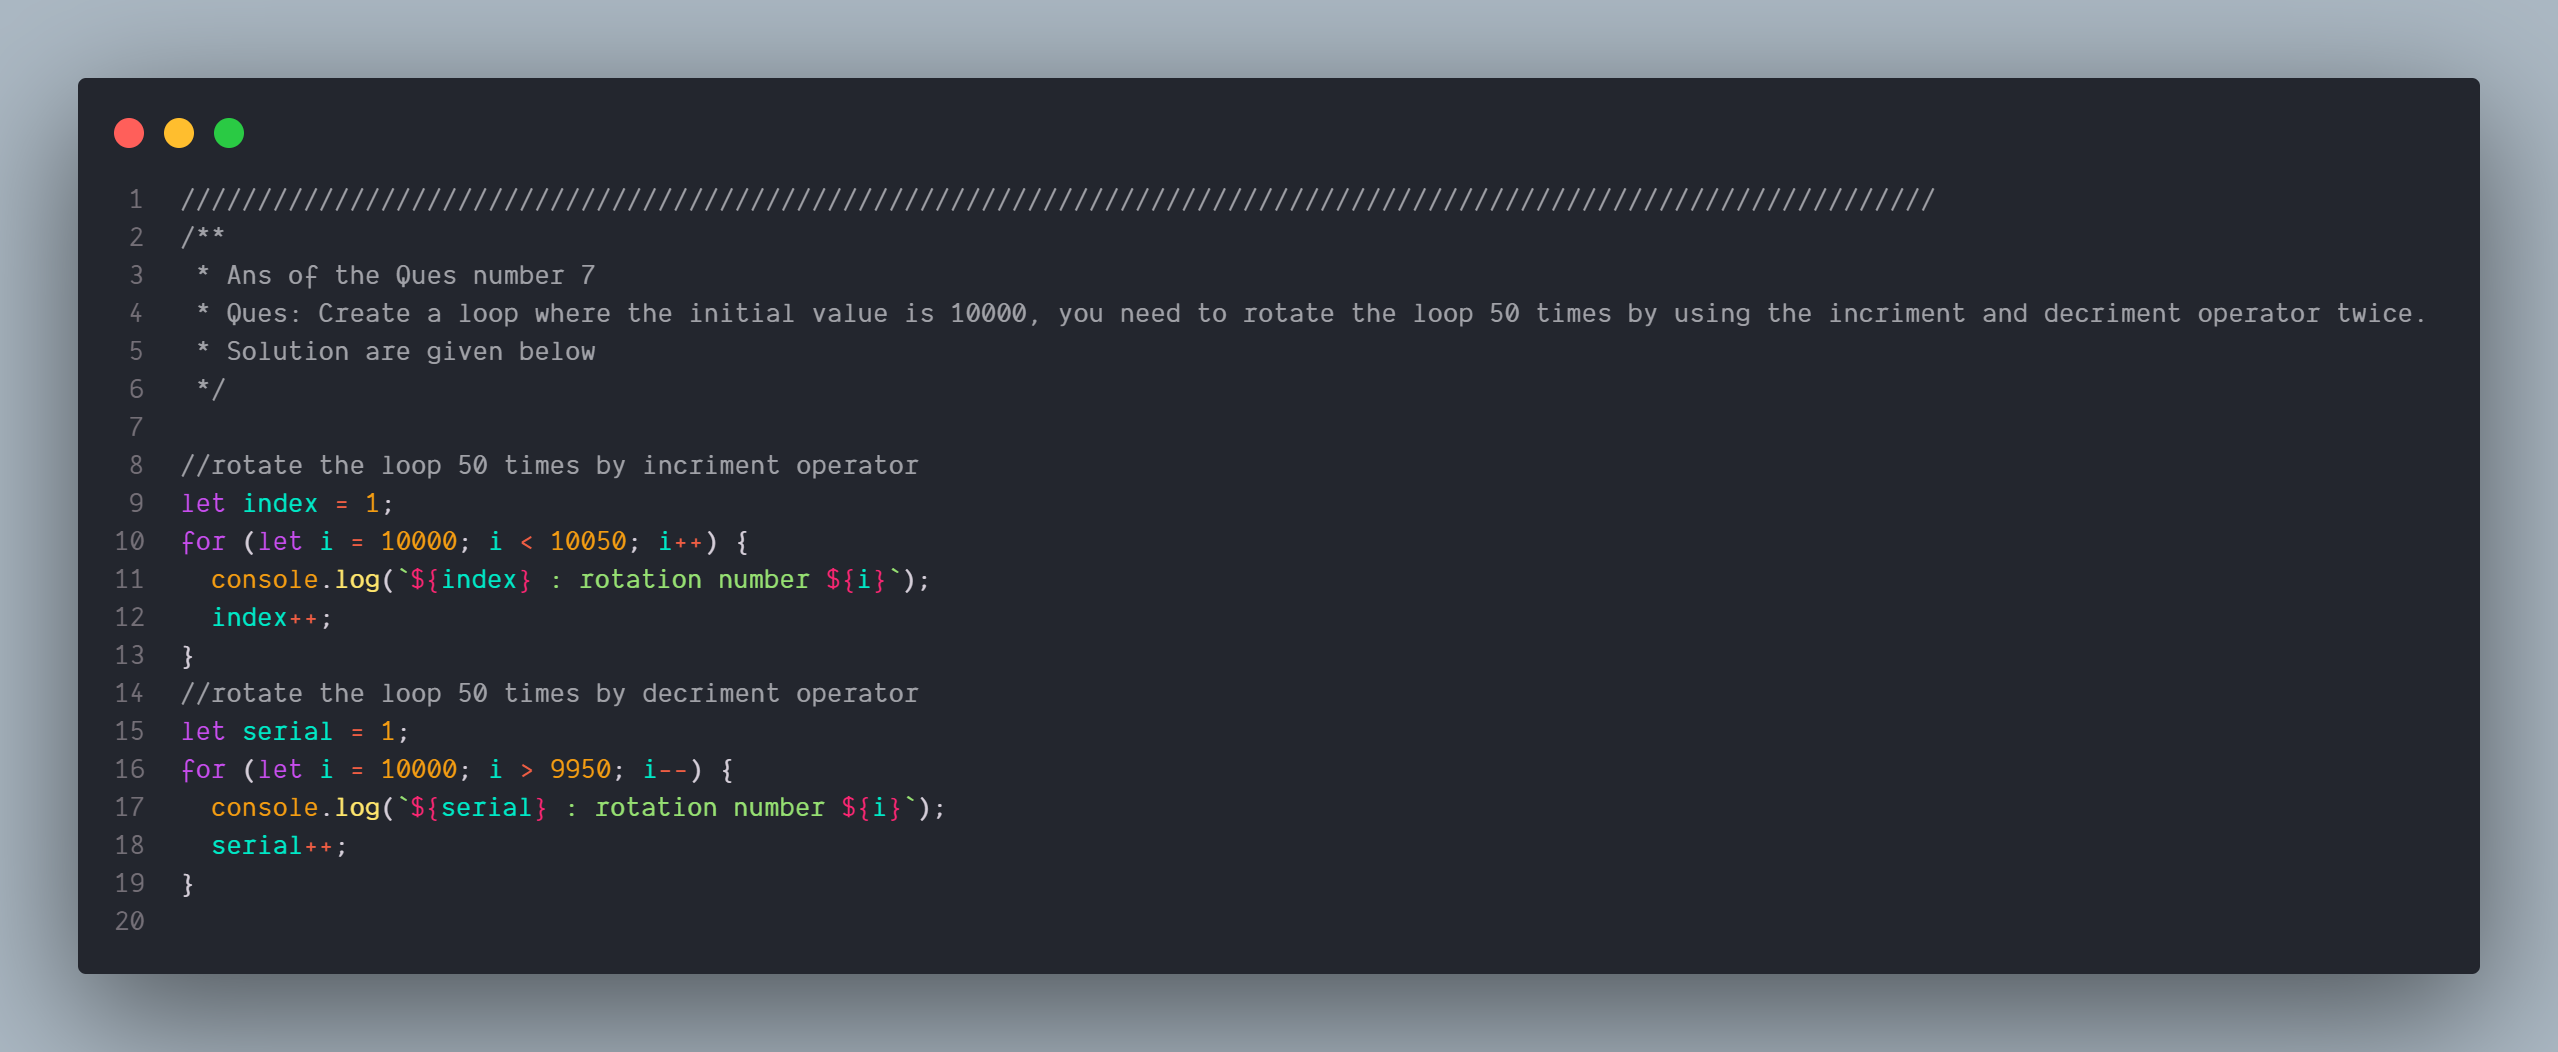 1 //////////////////////////////////////////////////////////////////////////////////////////////////////////////////
2 /**
3  * Ans of the Ques number 7
4  * Ques: Create a loop where the initial value is 10000, you need to rotate the loop 50 times by using the incriment and decriment operator twice.
5  * Solution are given below
6  */
7
8 //rotate the loop 50 times by incriment operator
9 let index = 1;
10 for (let i = 10000; i < 10050; i++) {
11   console.log(`${index} : rotation number ${i}`);
12   index++;
13 }
14 //rotate the loop 50 times by decriment operator
15 let serial = 1;
16 for (let i = 10000; i > 9950; i--) {
17   console.log(`${serial} : rotation number ${i}`);
18   serial++;
19 }
20